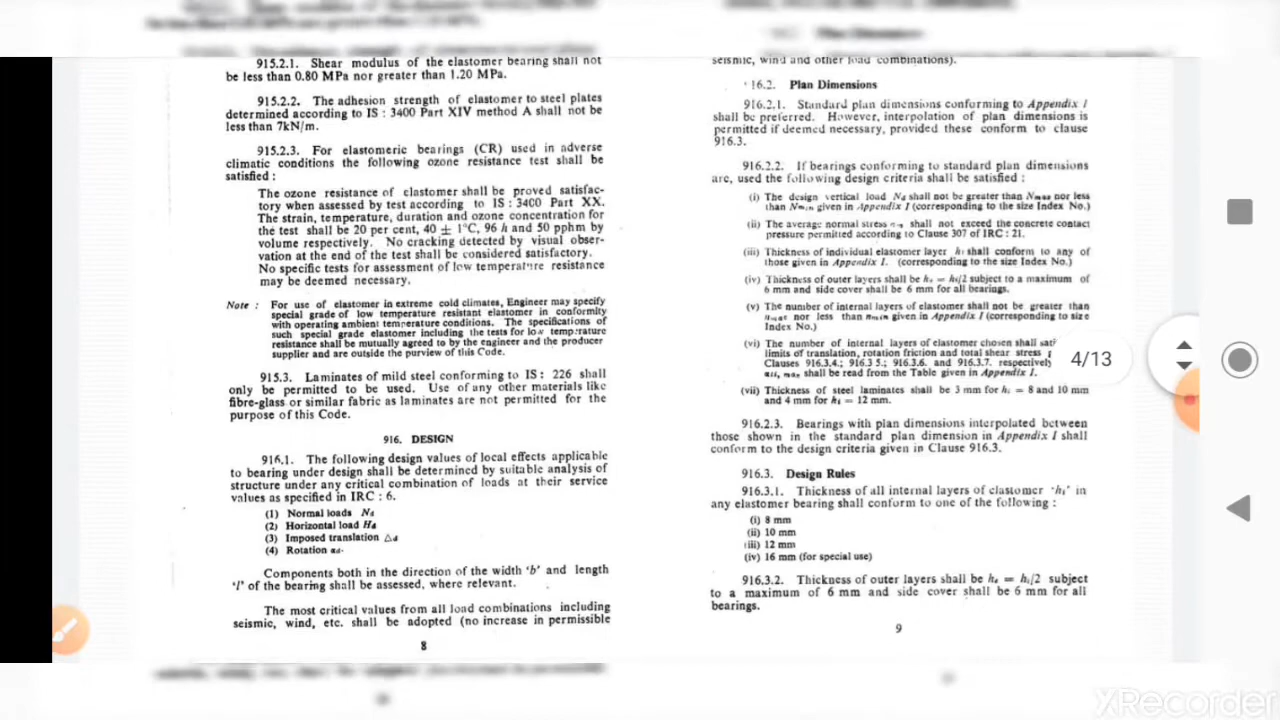 915.2.1. Shear modulus of the elastomer bearing shall not
be less than 0.80 MPa nor greater than 1.20 MPa.
915.2.2. The adhesion strength of elastomer to steel plates
determined according to IS : 3400 Part XIV method A shall not be
less than 7kN/m.
915.2.3. For elastomeric bearings (CR) used in adverse
climatic conditions the following ozone resistance test shall be
satisfied :
The ozone resistance of elastomer shall be proved satisfac-
tory when assessed by test according to IS : 3400 Part XX.
The strain, temperature, duration and ozone concentration for
the test shall be 20 per cent, 40 ± 1°C, 96 h and 50 pphm by
volume respectively. No cracking detected by visual obser-
vation at the end of the test shall be considered satisfactory.
No specific tests for assessment of low temperature resistance
may be deemed necessary.
Note : For use of elastomer in extreme cold climates, Engineer may specify
special grade of low temperature resistant elastomer in conformity
with operating ambient temperature conditions. The specifications of
such special grade elastomer including the tests for low temperature
resistance shall be mutually agreed to by the engineer and the producer
supplier and are outside the purview of this Code.
915.3. Laminates of mild steel conforming to IS : 226 shall
only be permitted to be used. Use of any other materials like
fibre-glass or similar fabric as laminates are not permitted for the
purpose of this Code.
916. DESIGN
916.1. The following design values of local effects applicable
to bearing under design shall be determined by suitable analysis of
structure under any critical combination of loads at their service
values as specified in IRC : 6.
(1) Normal loads Nd
(2) Horizontal load Hd
(3) Imposed translation △d
(4) Rotation αd·
Components both in the direction of the width 'b' and length
'l' of the bearing shall be assessed, where relevant.
The most critical values from all load combinations including
seismic, wind, etc. shall be adopted (no increase in permissible
8
seismic, wind and other load combinations).
16.2. Plan Dimensions
916.2.1. Standard plan dimensions conforming to Appendix I
shall be preferred. However, interpolation of plan dimensions is
permitted if deemed necessary, provided these conform to clause
916.3.
916.2.2. If bearings conforming to standard plan dimensions
are, used the following design criteria shall be satisfied :
(i) The design vertical load Nd shall not be greater than Nmax nor less
than Nmin given in Appendix I (corresponding to the size Index No.)
(ii) The average normal stress shall not exceed the concrete contact
pressure permitted according to Clause 307 of IRC : 21.
(iii) Thickness of individual elastomer layer hi shall conform to any of
those given in Appendix I. (corresponding to the size Index No.)
(iv) Thickness of outer layers shall be he = hi/2 subject to a maximum of
6 mm and side cover shall be 6 mm for all bearings.
(v) The number of internal layers of elastomer shall not be greater than
nmax nor less than nmin given in Appendix I (corresponding to size
Index No.)
(vi) The number of internal layers of elastomer chosen shall sati
limits of translation, rotation friction and total shear stress
Clauses 916.3.4.; 916.3 5.; 916.3.6. and 916.3.7. respectively
max shall be read from the Table given in Appendix I.
(vii) Thickness of steel laminates shall be 3 mm for hi = 8 and 10 mm
and 4 mm for hi = 12 mm.
916.2.3. Bearings with plan dimensions interpolated between
those shown in the standard plan dimension in Appendix I shall
conform to the design criteria given in Clause 916.3.
916.3. Design Rules
916.3.1. Thickness of all internal layers of elastomer 'hi' in
any elastomer bearing shall conform to one of the following :
(i) 8 mm
(ii) 10 mm
(iii) 12 mm
(iv) 16 mm (for special use)
916.3.2. Thickness of outer layers shall be he = hi/2 subject
to a maximum of 6 mm and side cover shall be 6 mm for all
bearings.
9
4/13
XRecorder